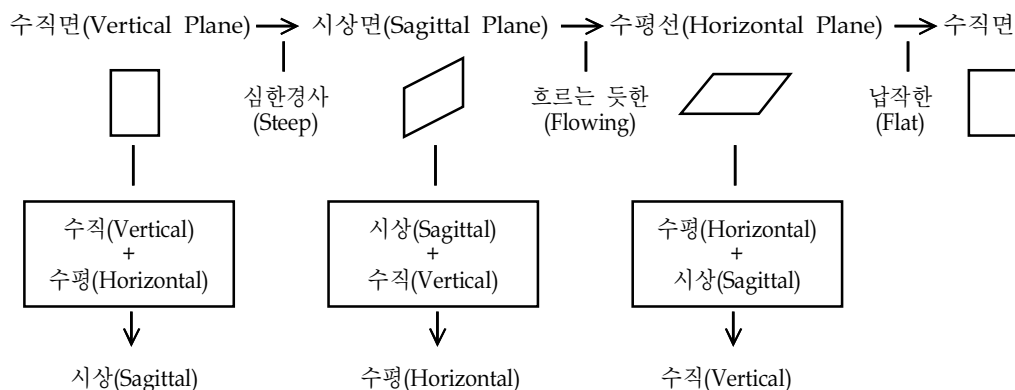 수직면(Vertical Plane) 시상면(Sagittal Plane) 수평선(Horizontal Plane) 수직면
심한경사
(Steep)
흐르는 듯한
(Flowing)
납작한
(Flat)
수직(Vertical)
+
수평(Horizontal)
시상(Sagittal)
+
수직(Vertical)
수평(Horizontal)
+
시상(Sagittal)
시상(Sagittal)
수평(Horizontal)
수직(Vertical)